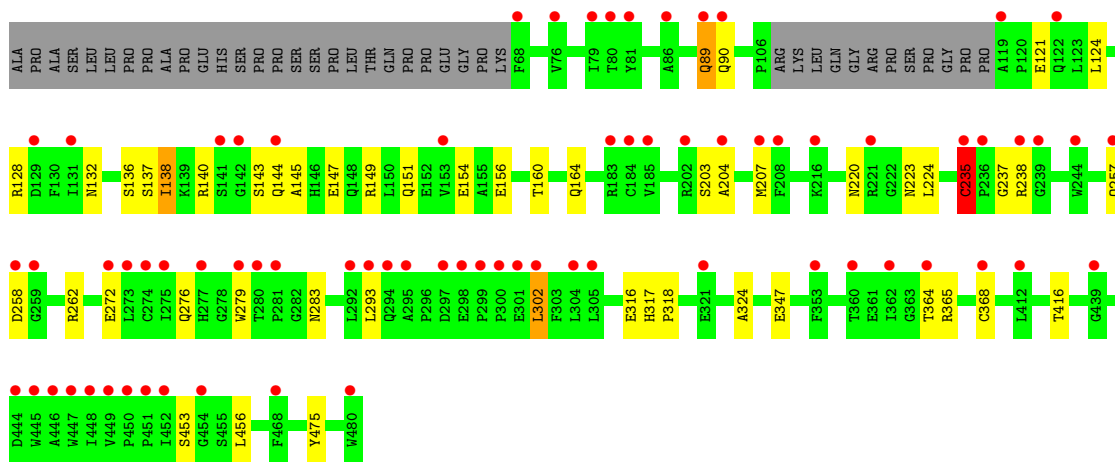 ALA
PRO
ALA
SER
LEU
LEU
PRO
PRO
ALA
PRO
GLU
HIS
SER
PRO
PRO
SER
SER
PRO
LEU
THR
GLN
PRO
PRO
GLU
GLY
PRO
LYS
F68
V76
I79
T80
Y81
A86
Q89
Q90
P106
ARG
LYS
LEU
GLN
GLY
ARG
PRO
SER
PRO
GLY
PRO
PRO
A119
P120
E121
Q122
L123
L124
R128
D129
F130
I131
N132
S136
S137
I138
K139
R140
S141
G142
S143
Q144
A145
H146
E147
Q148
R149
L150
Q151
E152
V153
E154
A155
E156
T160
Q164
R183
C184
V185
R202
S203
A204
M207
F208
K216
N220
R221
G222
N223
L224
C235
P236
G237
R238
G239
W244
D258
G259
R262
E272
L273
C274
I275
Q276
H277
G278
W279
T280
P281
G282
N283
L292
L293
Q294
A295
P296
D297
E298
P299
P300
E301
L302
F303
L304
L305
E316
H317
P318
E321
A324
E347
F353
T360
E361
I362
G363
T364
R365
C368
L412
T416
G439
D444
W445
A446
W447
I448
V449
P450
P451
I452
S453
G454
S455
L456
F468
Y475
W480